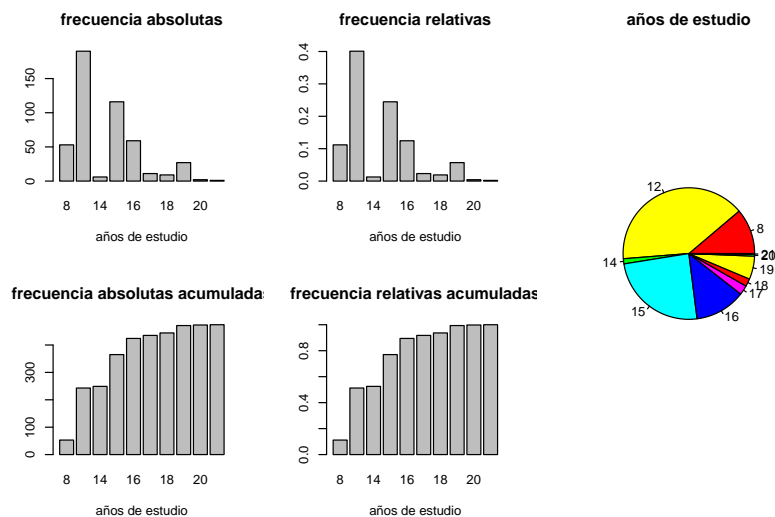 frecuencia absolutas
0 50 100 150
8 14 16 18 20
años de estudio
frecuencia relativas
0.0 0.1 0.2 0.3 0.4
8 14 16 18 20
años de estudio
años de estudio
8
12
14
15
16
17
18
19
20
21
frecuencia absolutas acumuladas
0 100 300
8 14 16 18 20
años de estudio
frecuencia relativas acumuladas
0.0 0.4 0.8
8 14 16 18 20
años de estudio